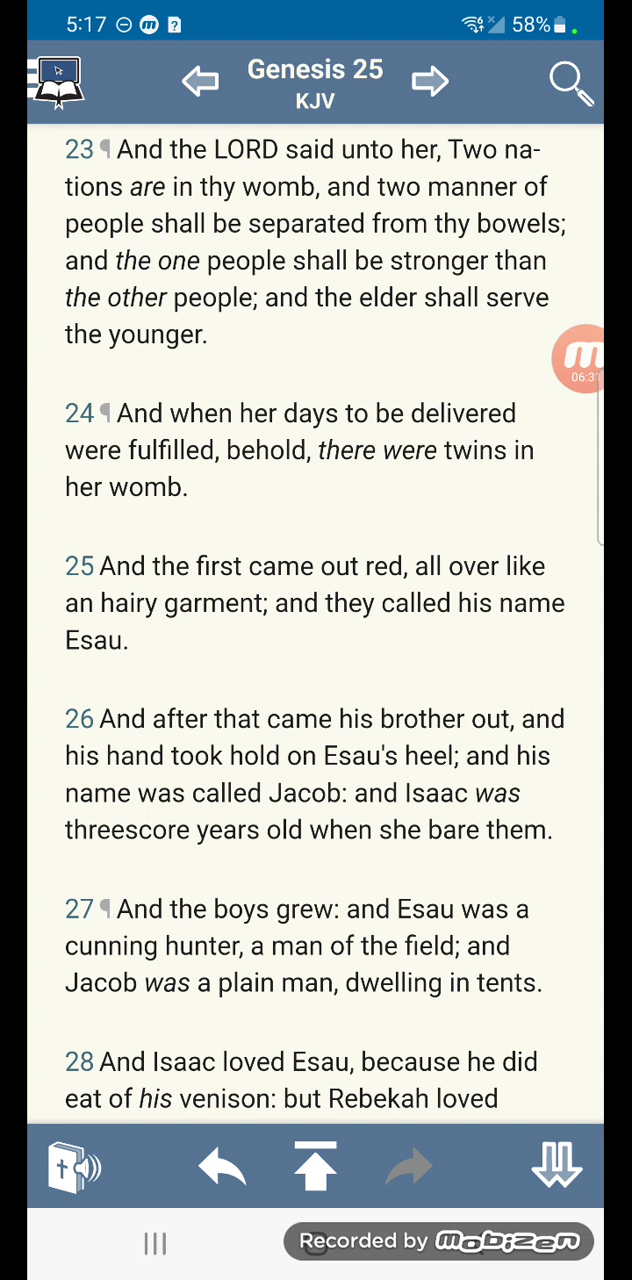 5:17
58%
Genesis 25
KJV
23 ¶ And the LORD said unto her, Two na-
tions are in thy womb, and two manner of
people shall be separated from thy bowels;
and the one people shall be stronger than
the other people; and the elder shall serve
the younger.
06:3
24 ¶ And when her days to be delivered
were fulfilled, behold, there were twins in
her womb.
25 And the first came out red, all over like
an hairy garment; and they called his name
Esau.
26 And after that came his brother out, and
his hand took hold on Esau's heel; and his
name was called Jacob: and Isaac was
threescore years old when she bare them.
27 ¶ And the boys grew: and Esau was a
cunning hunter, a man of the field; and
Jacob was a plain man, dwelling in tents.
28 And Isaac loved Esau, because he did
eat of his venison: but Rebekah loved
Recorded by mobizen